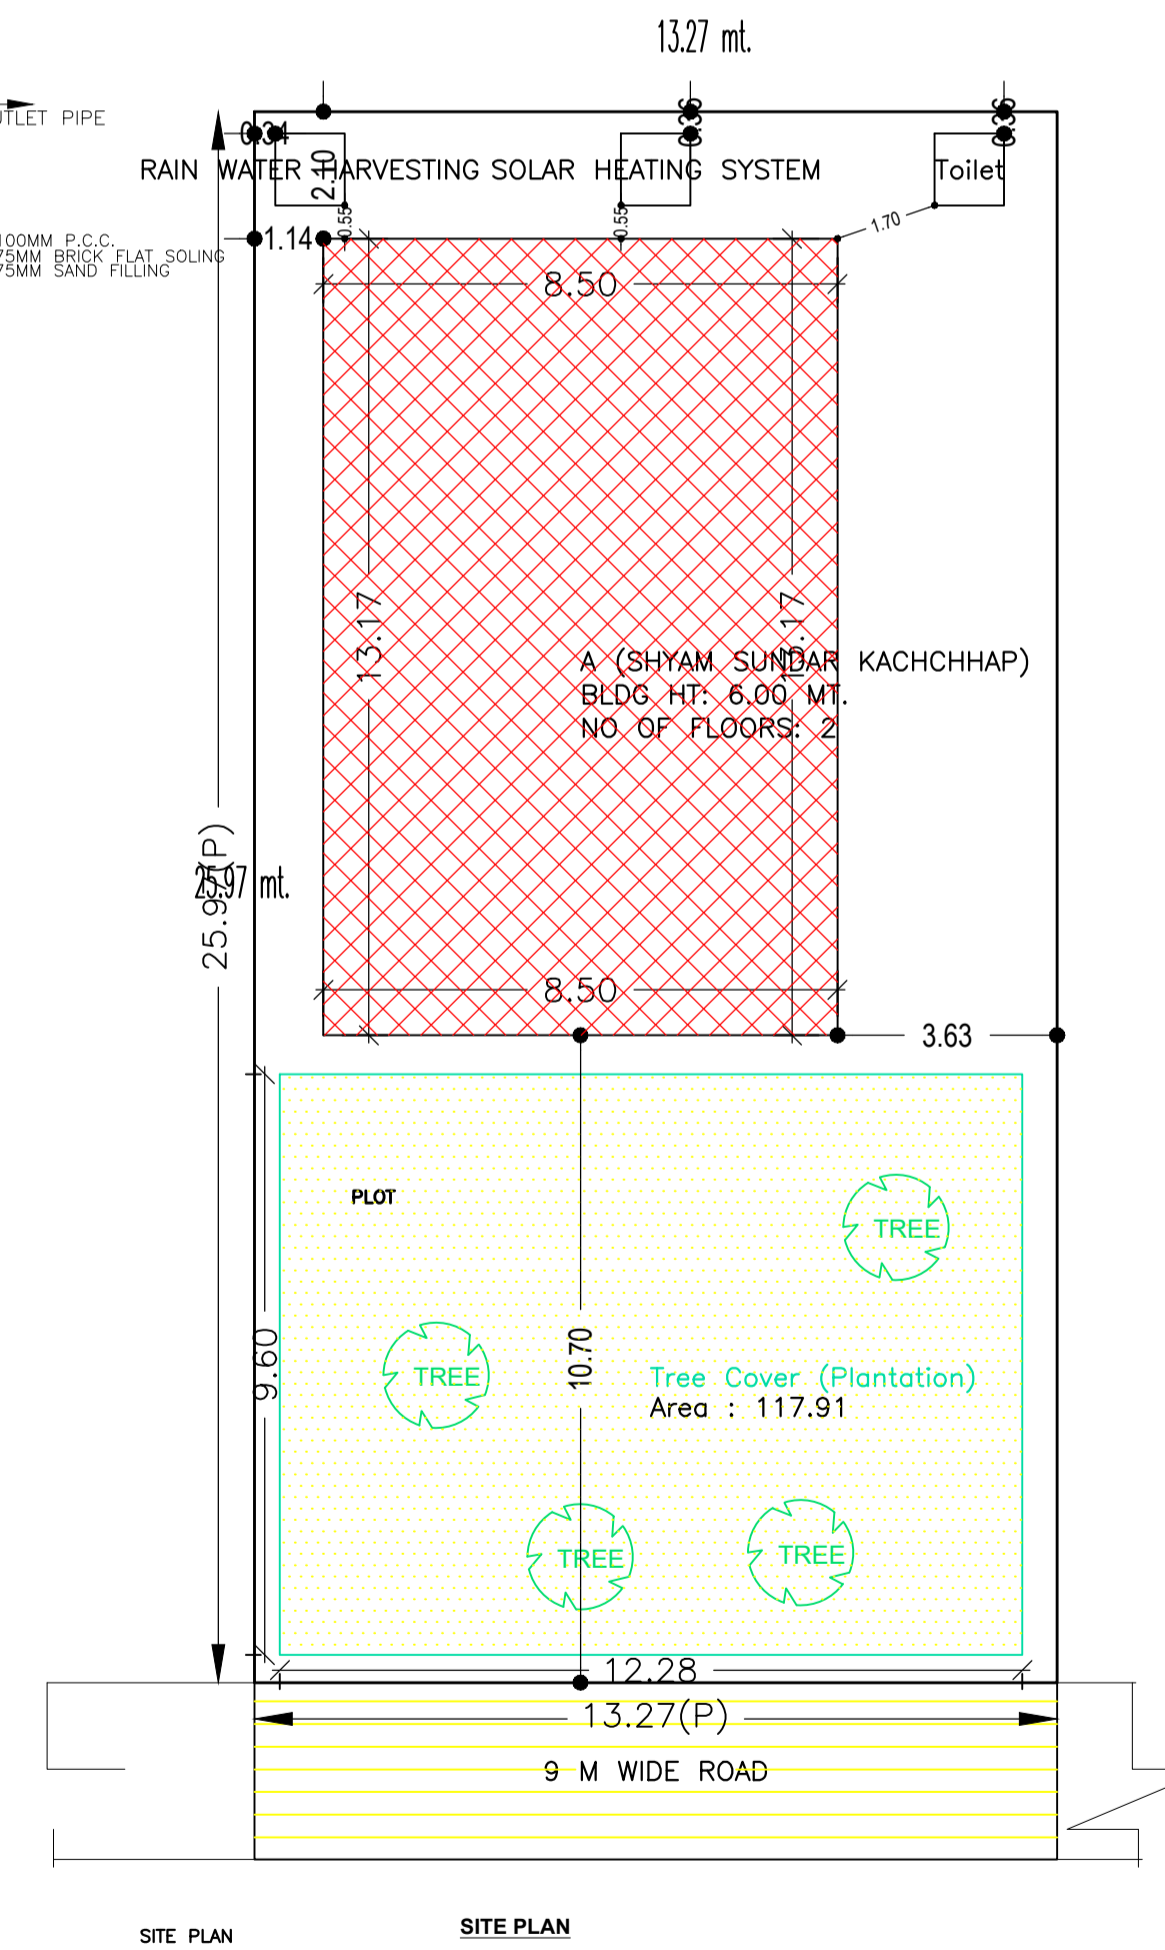 13.27 mt.
UTLET PIPE
0.34
0.36
0.36
2.10
RAIN WATER HARVESTING
SOLAR HEATING SYSTEM
Toilet
0.55
0.55
1.70
100MM P.C.C.
75MM BRICK FLAT SOLING
75MM SAND FILLING
1.14
8.50
13.17
13.17
A (SHYAM SUNDAR KACHCHHAP)
BLDG HT: 6.00 MT.
NO OF FLOORS: 2
25.97(P)
25.97 mt.
8.50
3.63
PLOT
TREE
9.60
10.70
TREE
Tree Cover (Plantation)
Area : 117.91
TREE
TREE
12.28
13.27(P)
9 M WIDE ROAD
SITE PLAN
SITE PLAN